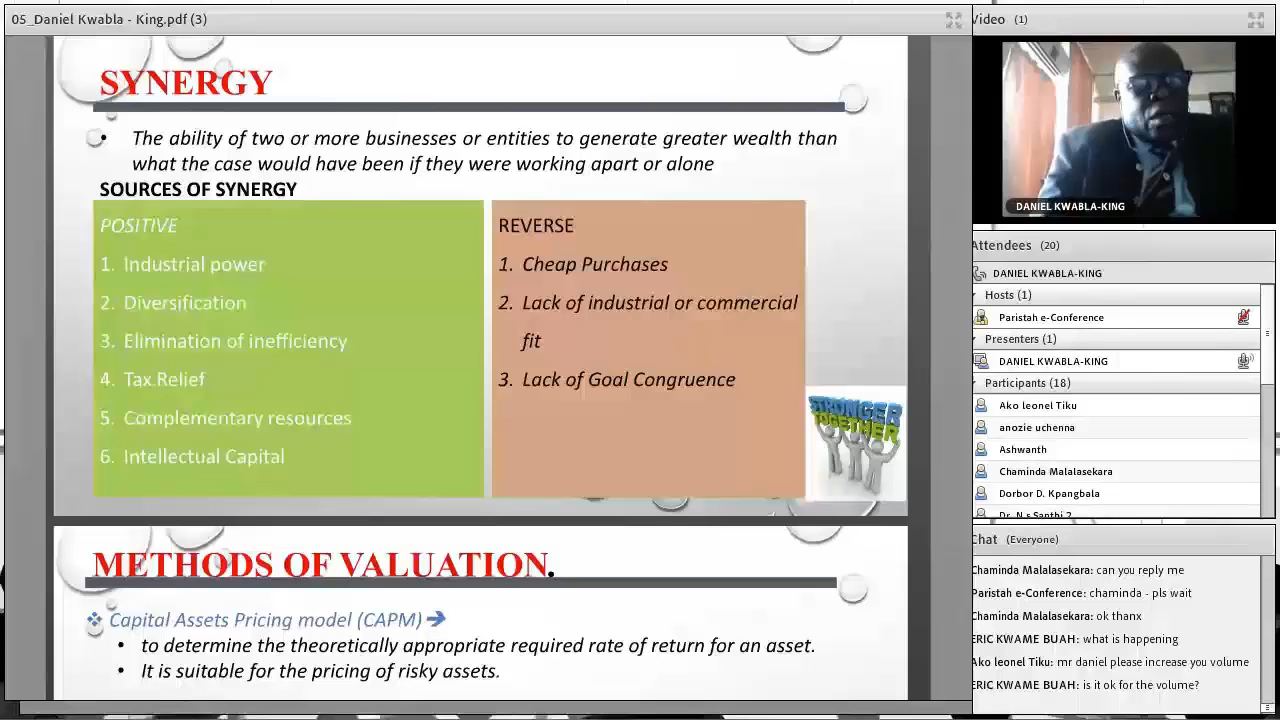 05_Daniel Kwabla - King.pdf (3)
SYNERGY
• The ability of two or more businesses or entities to generate greater wealth than
what the case would have been if they were working apart or alone
SOURCES OF SYNERGY
POSITIVE
1. Industrial power
2. Diversification
3. Elimination of inefficiency
4. Tax Relief
5. Complementary resources
6. Intellectual Capital
REVERSE
1. Cheap Purchases
2. Lack of industrial or commercial
fit
3. Lack of Goal Congruence
STRONGER
TOGETHER
METHODS OF VALUATION.
❖ Capital Assets Pricing model (CAPM) ➔
• to determine the theoretically appropriate required rate of return for an asset.
• It is suitable for the pricing of risky assets.
Video (1)
DANIEL KWABLA-KING
Attendees (20)
DANIEL KWABLA-KING
Hosts (1)
Paristah e-Conference
Presenters (1)
DANIEL KWABLA-KING
Participants (18)
Ako leonel Tiku
anozie uchenna
Ashwanth
Chaminda Malalasekara
Dorbor D. Kpangbala
Dr. N s Santhi 2
Chat (Everyone)
Chaminda Malalasekara: can you reply me
Paristah e-Conference: chaminda - pls wait
Chaminda Malalasekara: ok thanx
ERIC KWAME BUAH: what is happening
Ako leonel Tiku: mr daniel please increase you volume
ERIC KWAME BUAH: is it ok for the volume?